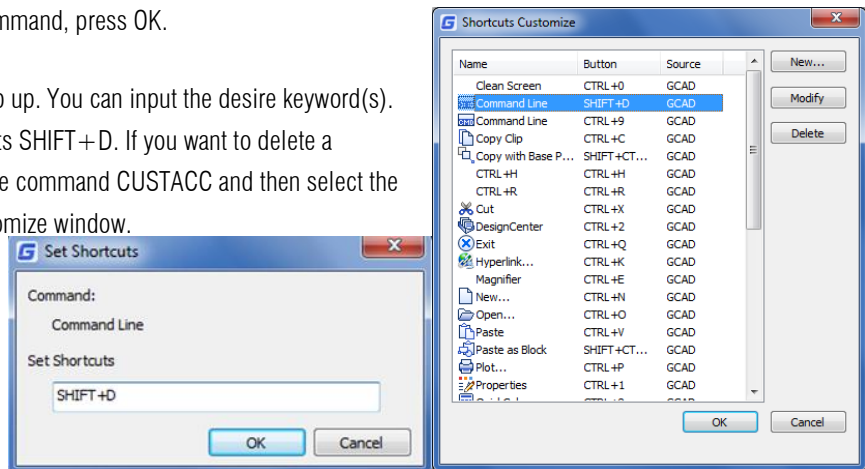 mmand, press OK.
p up. You can input the desire keyword(s).
ts SHIFT+D. If you want to delete a
e command CUSTACC and then select the
omize window.
Set Shortcuts
Command:
Command Line
Set Shortcuts
SHIFT+D
OK Cancel
Shortcuts Customize
Name Button Source
Clean Screen CTRL+0 GCAD
Command Line SHIFT+D GCAD
Command Line CTRL+9 GCAD
Copy Clip CTRL+C GCAD
Copy with Base P... SHIFT+CT... GCAD
CTRL+H CTRL+H GCAD
CTRL+R CTRL+R GCAD
Cut CTRL+X GCAD
DesignCenter CTRL+2 GCAD
Exit CTRL+Q GCAD
Hyperlink... CTRL+K GCAD
Magnifier CTRL+E GCAD
New... CTRL+N GCAD
Open... CTRL+O GCAD
Paste CTRL+V GCAD
Paste as Block SHIFT+CT... GCAD
Plot... CTRL+P GCAD
Properties CTRL+1 GCAD
New...
Modify
Delete
OK Cancel